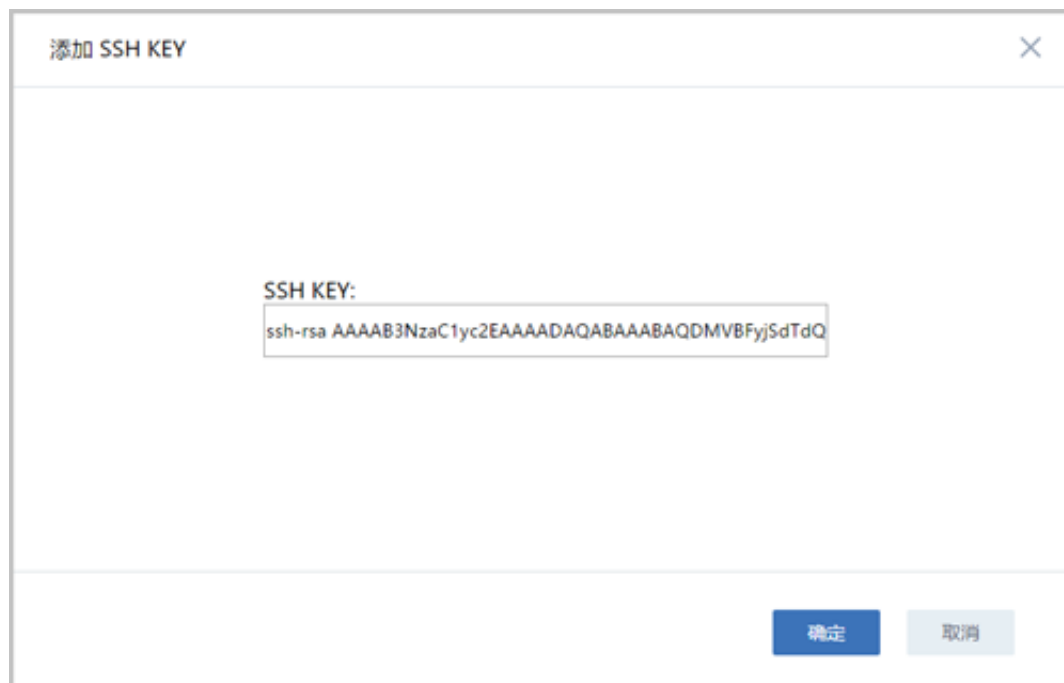 添加 SSH KEY
SSH KEY:
ssh-rsa AAAAB3NzaC1yc2EAAAADAQABAAABAQDMVBFyjSdTdQ
确定
取消